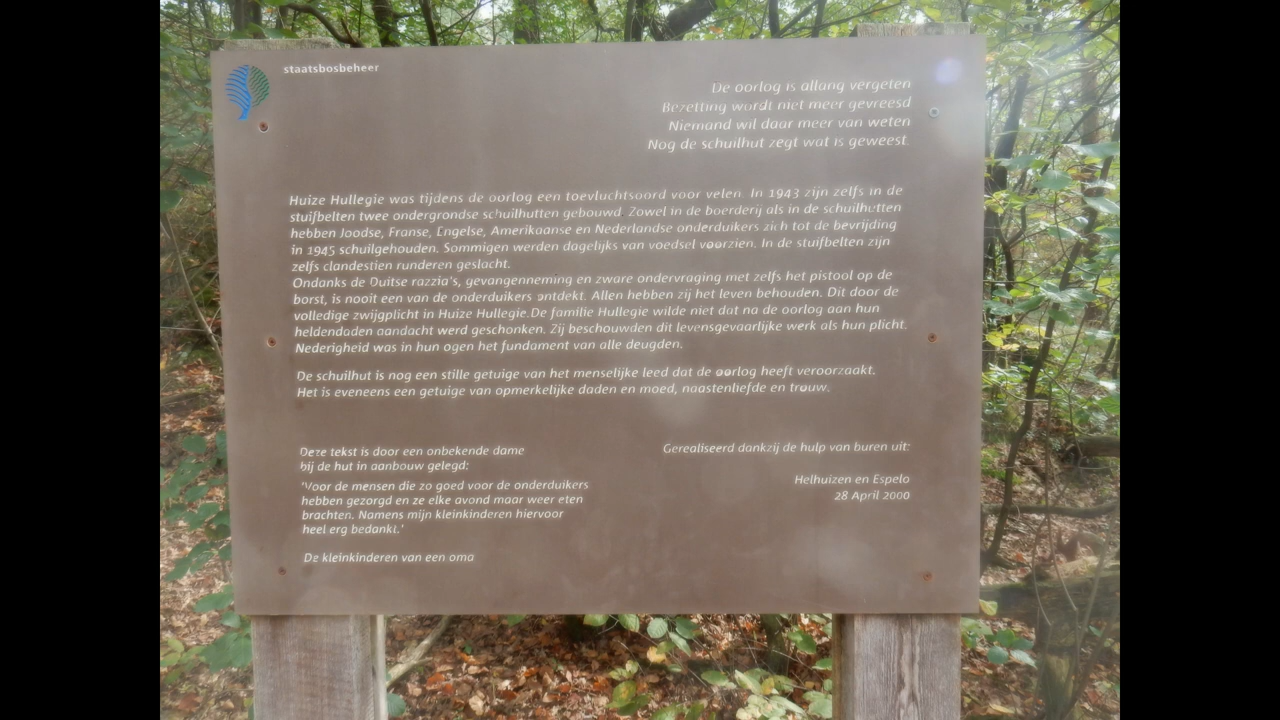 staatsbosbeheer
De oorlog is allang vergeten
Bezetting wordt niet meer gevreesd
Niemand wil daar meer van weten
Nog de schuilhut zegt wat is geweest.
Huize Hullegie was tijdens de oorlog een toevluchtsoord voor velen. In 1943 zijn zelfs in de
stuifbelten twee ondergrondse schuilhutten gebouwd. Zowel in de boerderij als in de schuilhutten
hebben Joodse, Franse, Engelse, Amerikaanse en Nederlandse onderduikers zich tot de bevrijding
in 1945 schuilgehouden. Sommigen werden dagelijks van voedsel voorzien. In de stuifbelten zijn
zelfs clandestien runderen geslacht.
Ondanks de Duitse razzia's, gevangenneming en zware ondervraging met zelfs het pistool op de
borst, is nooit een van de onderduikers ontdekt. Allen hebben zij het leven behouden. Dit door de
volledige zwijgplicht in Huize Hullegie.De familie Hullegie wilde niet dat na de oorlog aan hun
heldendaden aandacht werd geschonken. Zij beschouwden dit levensgevaarlijke werk als hun plicht.
Nederigheid was in hun ogen het fundament van alle deugden.
De schuilhut is nog een stille getuige van het menselijke leed dat de oorlog heeft veroorzaakt.
Het is eveneens een getuige van opmerkelijke daden en moed, naastenliefde en trouw.
Deze tekst is door een onbekende dame
bij de hut in aanbouw gelegd:
'Voor de mensen die zo goed voor de onderduikers
hebben gezorgd en ze elke avond maar weer eten
brachten. Namens mijn kleinkinderen hiervoor
heel erg bedankt.'
De kleinkinderen van een oma
Gerealiseerd dankzij de hulp van buren uit:
Helhuizen en Espelo
28 April 2000